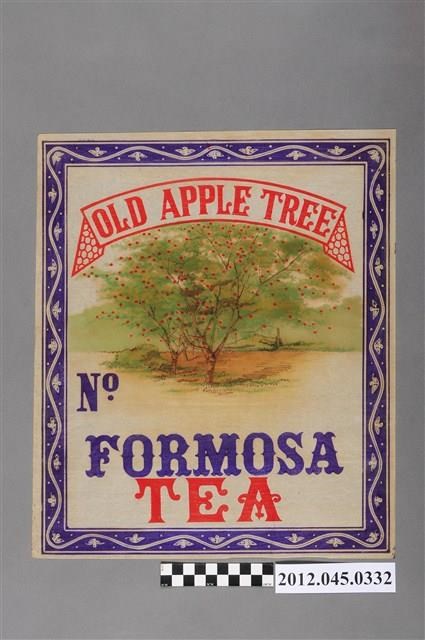 OLD APPLE TREE
Nº
FORMOSA
TEA
2012.045.0332